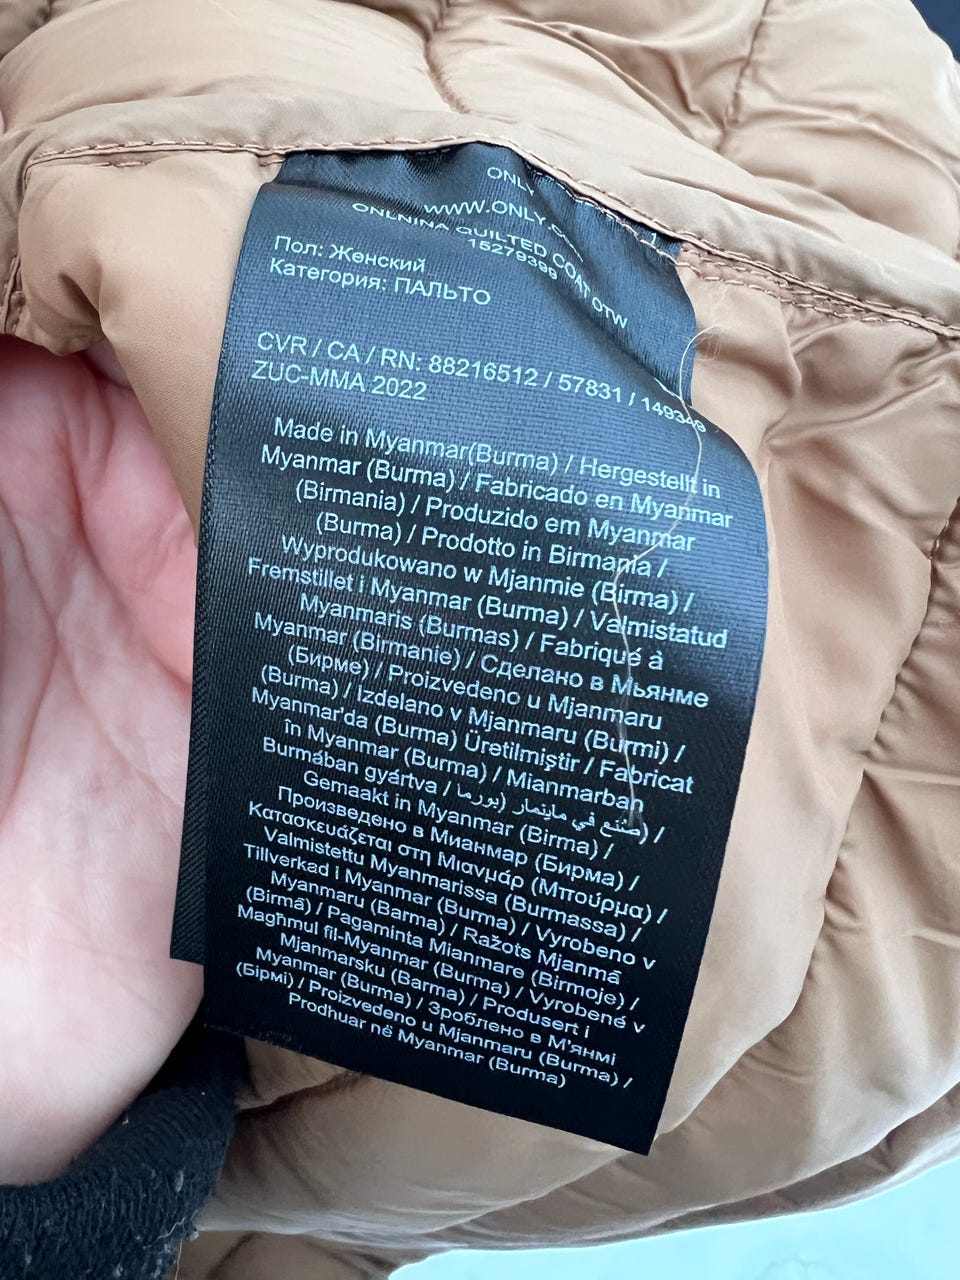 ONLY
www.ONLY.
ONLNINA QUILTED COAT OTW
15279399
Пол: Женский
Категория: ПАЛЬТО
CVR / CA / RN: 88216512 / 57831 / 149349
ZUC-MMA 2022
Made in Myanmar(Burma) / Hergestellt in
Myanmar (Burma) / Fabricado en Myanmar
(Birmania) / Produzido em Myanmar
(Burma) / Prodotto in Birmania /
Wyprodukowano w Mjanmie (Birma) /
Fremstillet i Myanmar (Burma) / Valmistatud
Myanmaris (Burmas) / Fabriqué à
Myanmar (Birmanie) / Сделано в Мьянме
(Бирме) / Proizvedeno u Mjanmaru
(Burma) / Izdelano v Mjanmaru (Burmi) /
Myanmar'da (Burma) Üretilmiştir / Fabricat
în Myanmar (Burma) / Mianmarban
Burmában gyártva / صنع في ماينمار (بورما) /
Gemaakt in Myanmar (Birma) /
Произведено в Мианмар (Бирма) /
Κατασκευάζεται στη Μιανμάρ (Μπούρμα) /
Valmistettu Myanmarissa (Burmassa) /
Tillverkad i Myanmar (Burma) / Vyrobeno v
Myanmaru (Barma) / Ražots Mjanmā
(Birmā) / Pagaminta Mianmare (Birmoje) /
Magħmul fil-Myanmar (Burma) / Vyrobené v
Mjanmarsku (Barma) / Produsert i
Myanmar (Burma) / Зроблено в М'янмі
(Бірмі) / Proizvedeno u Mjanmaru (Burma) /
Prodhuar në Myanmar (Burma)